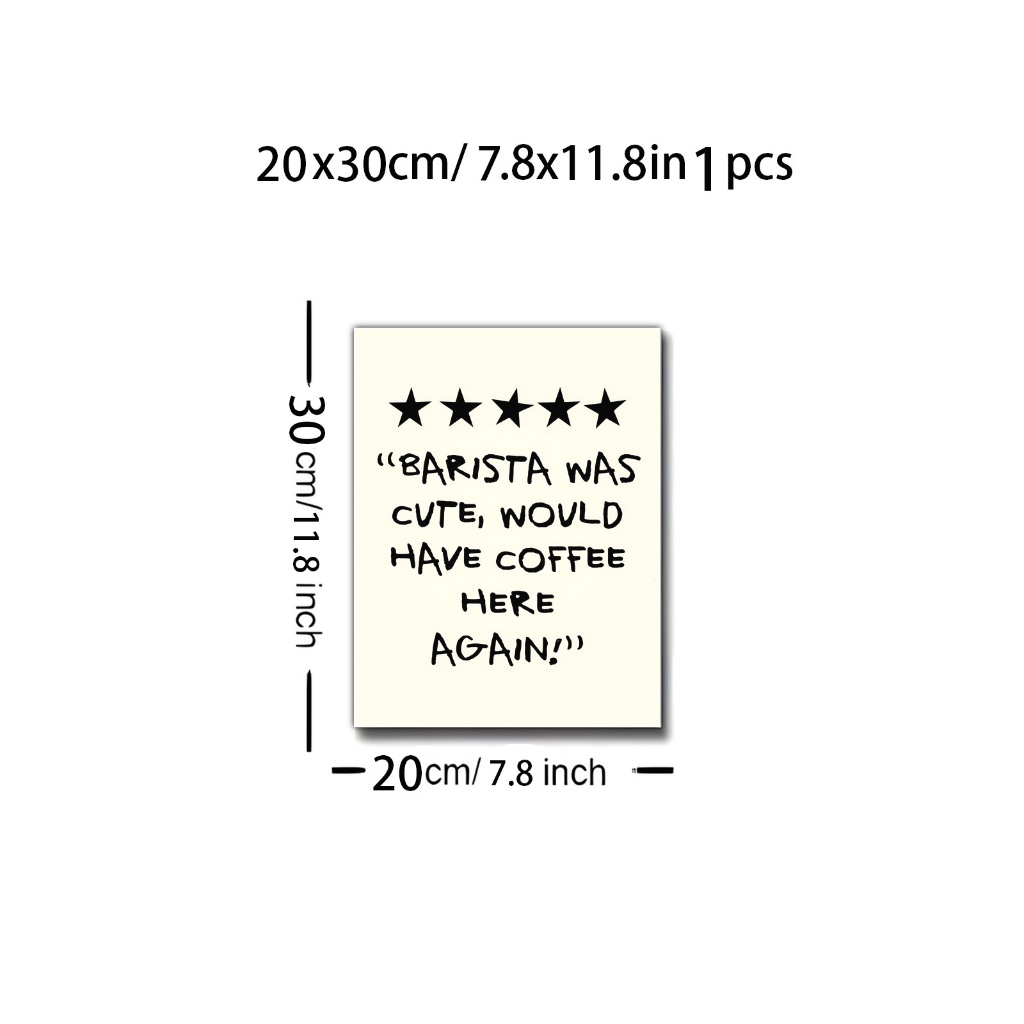 20x30cm/ 7.8x11.8in 1 pcs
30cm/11.8 inch
“BARISTA WAS
CUTE, WOULD
HAVE COFFEE
HERE
AGAIN!”
20cm/ 7.8 inch